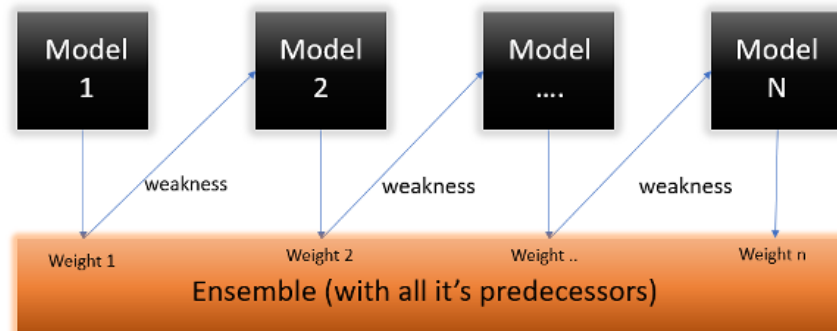 Model
1
Model
2
Model
....
Model
N
weakness
weakness
weakness
Weight 1
Weight 2
Weight ..
Weight n
Ensemble (with all it's predecessors)